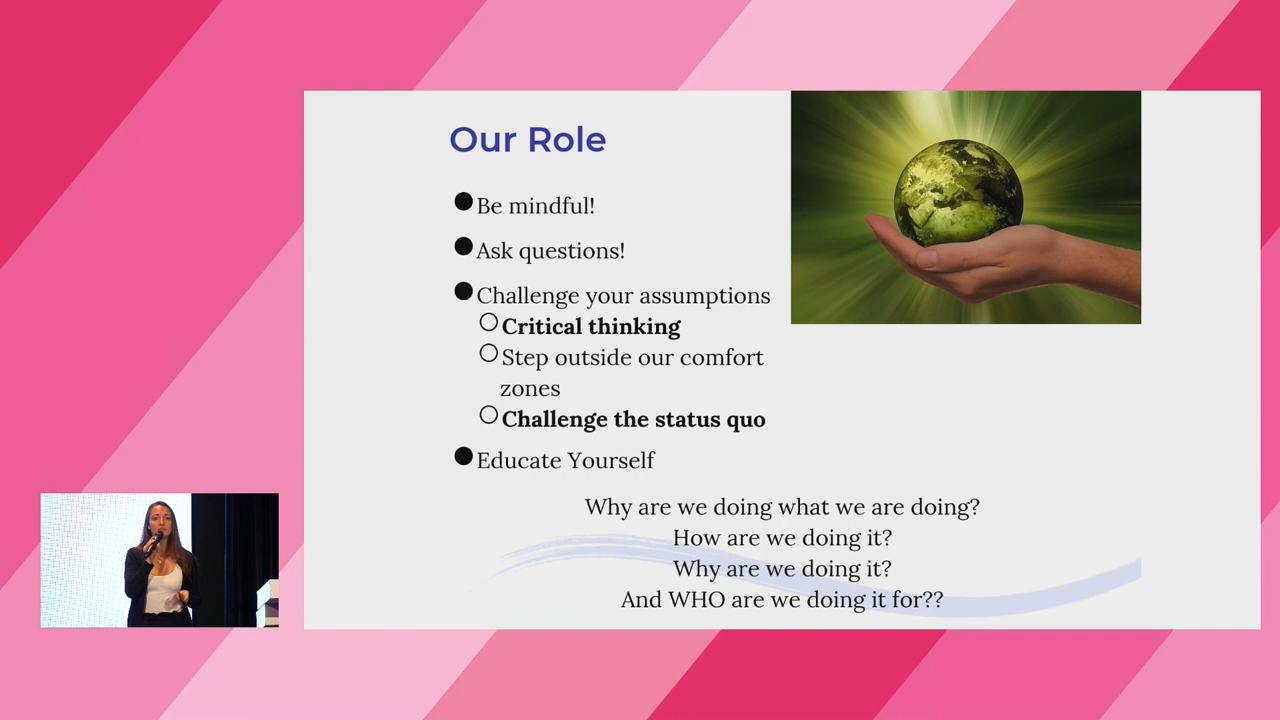 Our Role
Be mindful!
Ask questions!
Challenge your assumptions
Critical thinking
Step outside our comfort
zones
Challenge the status quo
Educate Yourself
Why are we doing what we are doing?
How are we doing it?
Why are we doing it?
And WHO are we doing it for??